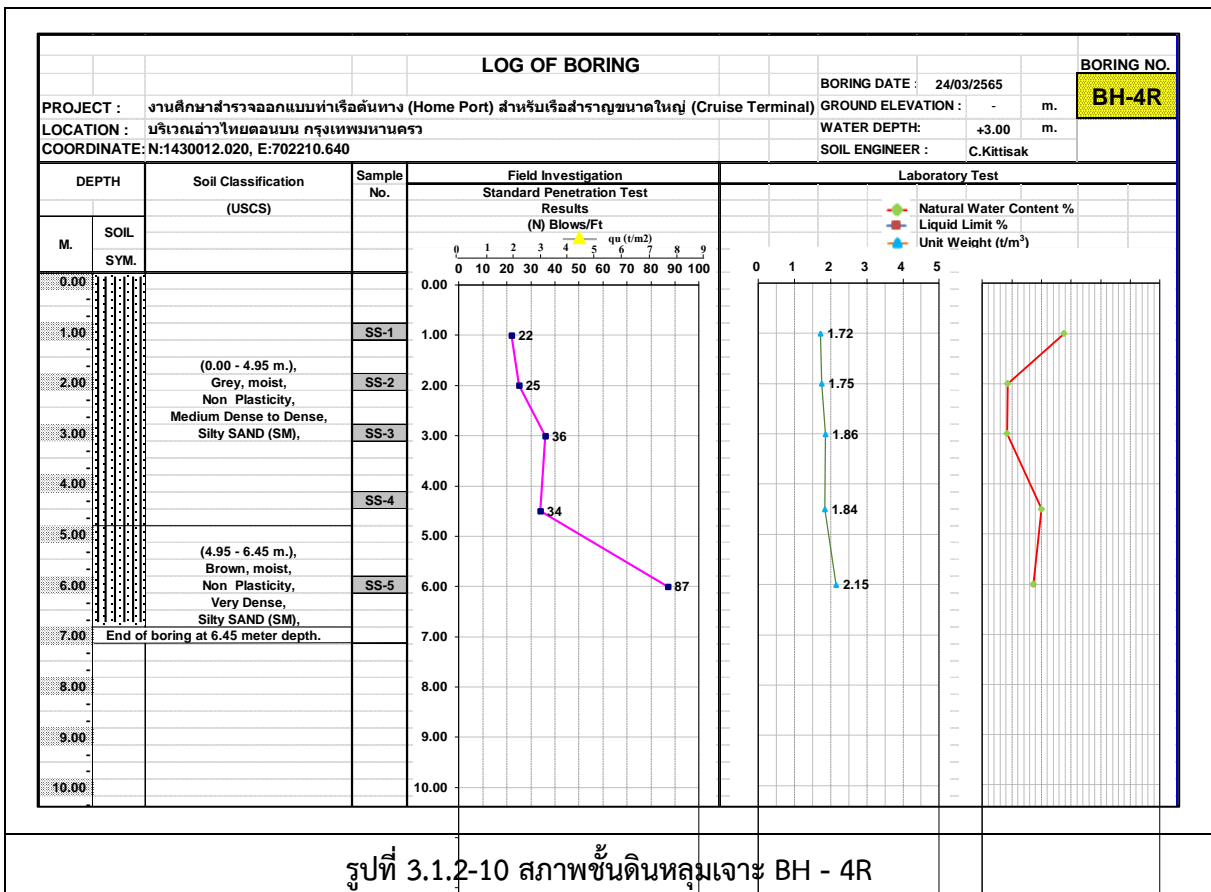 LOG OF BORING
BORING NO.
BH-4R
BORING DATE : 24/03/2565
PROJECT : งานศึกษาสำรวจออกแบบท่าเรือต้นทาง (Home Port) สำหรับเรือสำราญขนาดใหญ่ (Cruise Terminal)
GROUND ELEVATION : - m.
LOCATION : บริเวณอ่าวไทยตอนบน กรุงเทพมหานคร
WATER DEPTH: +3.00 m.
COORDINATE: N:1430012.020, E:702210.640
SOIL ENGINEER : C.Kittisak
DEPTH
Soil Classification
(USCS)
Sample
No.
Field Investigation
Laboratory Test
Standard Penetration Test
Results
(N) Blows/Ft
qu (t/m2)
Natural Water Content %
Liquid Limit %
Unit Weight (t/m³)
M.
SOIL
SYM.
0 1 2 3 4 5 6 7 8 9
0 10 20 30 40 50 60 70 80 90 100
0 1 2 3 4 5
0.00
1.00
2.00
3.00
4.00
5.00
6.00
7.00
8.00
9.00
10.00
(0.00 - 4.95 m.),
Grey, moist,
Non Plasticity,
Medium Dense to Dense,
Silty SAND (SM),
(4.95 - 6.45 m.),
Brown, moist,
Non Plasticity,
Very Dense,
Silty SAND (SM),
End of boring at 6.45 meter depth.
SS-1
SS-2
SS-3
SS-4
SS-5
0.00
1.00
2.00
3.00
4.00
5.00
6.00
7.00
8.00
9.00
10.00
22
25
36
34
87
1.72
1.75
1.86
1.84
2.15
รูปที่ 3.1.2-10 สภาพชั้นดินหลุมเจาะ BH - 4R